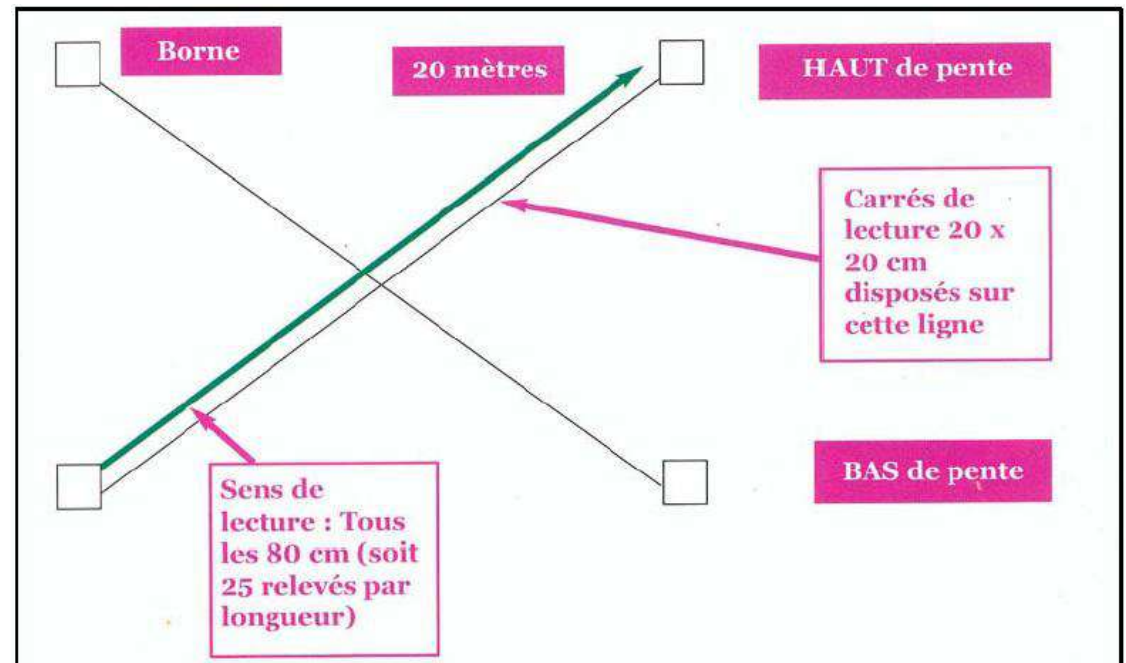 Borne
20 mètres
HAUT de pente
Carrés de
lecture 20 x
20 cm
disposés sur
cette ligne
BAS de pente
Sens de
lecture : Tous
les 80 cm (soit
25 relevés par
longueur)